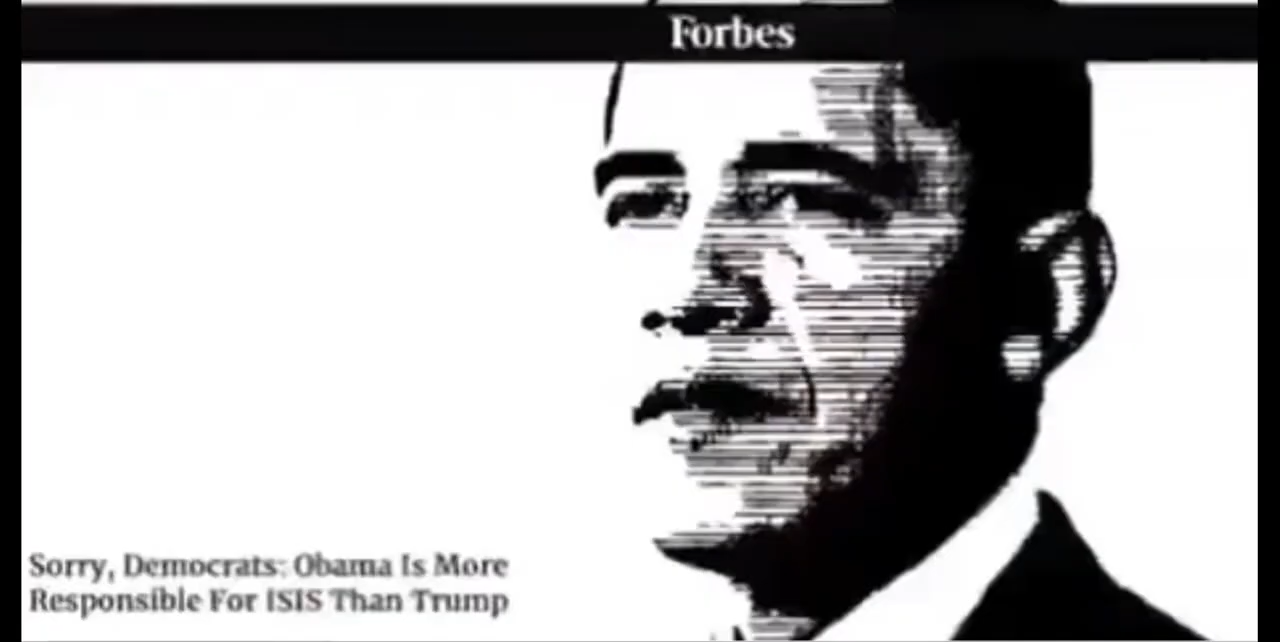 Forbes
Sorry, Democrats: Obama Is More
Responsible For ISIS Than Trump